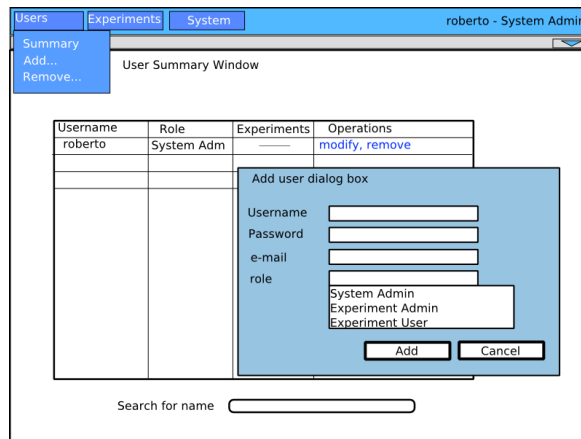 Users Experiments System roberto - System Admin
Summary
Add...
Remove...
User Summary Window
Username Role Experiments Operations
roberto System Adm modify, remove
Add user dialog box
Username
Password
e-mail
role
System Admin
Experiment Admin
Experiment User
Add Cancel
Search for name